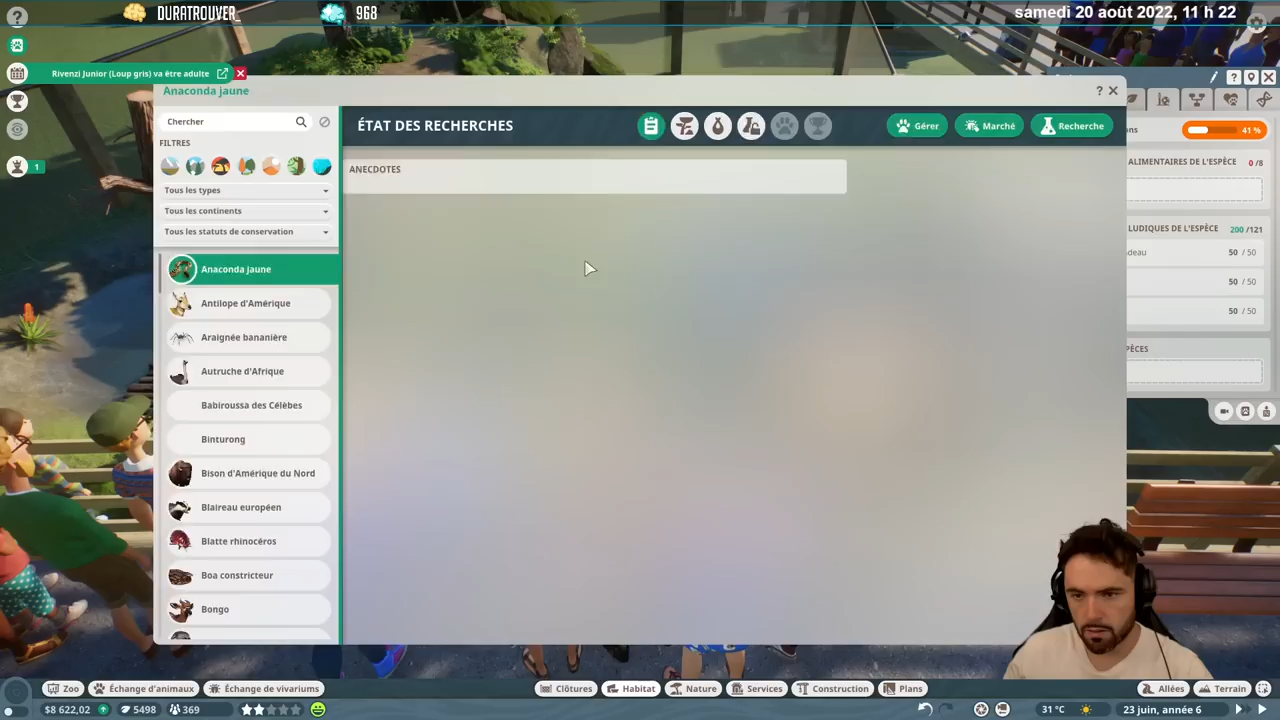 DURATROUVER_
968
samedi 20 août 2022, 11 h 22
Rivenzi Junior (Loup gris) va être adulte
1
Anaconda jaune
Chercher
FILTRES
Tous les types
Tous les continents
Tous les statuts de conservation
Anaconda jaune
Antilope d'Amérique
Araignée bananière
Autruche d'Afrique
Babiroussa des Célèbes
Binturong
Bison d'Amérique du Nord
Blaireau européen
Blatte rhinocéros
Boa constricteur
Bongo
ÉTAT DES RECHERCHES
Gérer
Marché
Recherche
ANECDOTES
41 %
ALIMENTAIRES DE L'ESPÈCE 0 /8
LUDIQUES DE L'ESPÈCE 200 /121
50 / 50
50 / 50
50 / 50
Zoo
Échange d'animaux
Échange de vivariums
Clôtures
Habitat
Nature
Services
Construction
Plans
Allées
Terrain
$8 622,02
5498
369
31 °C
23 juin, année 6